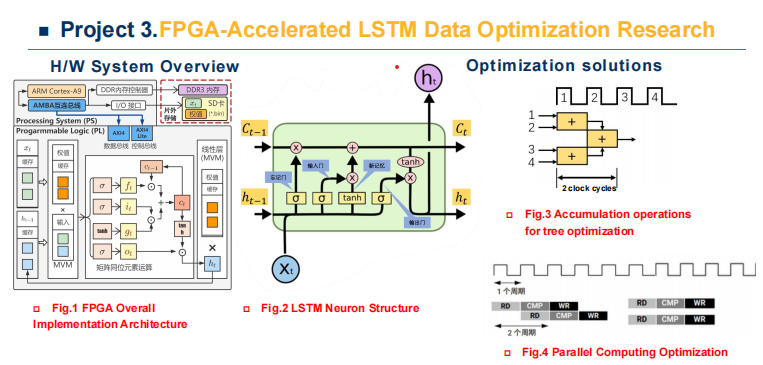 Project 3.FPGA-Accelerated LSTM Data Optimization Research
H/W System Overview
ARM Cortex-A9
DDR内存控制器
DDR3 内存
AMBA互连总线
I/O 接口
片外存储
x_t
权值
SD卡
(*.bin)
Processing System (PS)
Programmable Logic (PL)
AXI4
AXI4 Lite
数据总线
控制总线
线性层
(MVM)
x_t
缓存
权值
缓存
权值
缓存
h_t-1
缓存
×
输入
MVM
c_t-1
σ
f_t
σ
i_t
tanh
g_t
σ
o_t
c_t
tanh
×
h_t
矩阵同位元素运算
Fig.1 FPGA Overall
Implementation Architecture
h_t
C_t-1
C_t
h_t-1
h_t
x
+
tanh
忘记门
输入门
新记忆
输出门
x
x
σ
σ
tanh
σ
X_t
Fig.2 LSTM Neuron Structure
Optimization solutions
1 2 3 4
1
2
3
4
+
+
+
2 clock cycles
Fig.3 Accumulation operations
for tree optimization
1 个周期
RD CMP WR
RD CMP WR
2 个周期
RD CMP WR
RD CMP WR
Fig.4 Parallel Computing Optimization